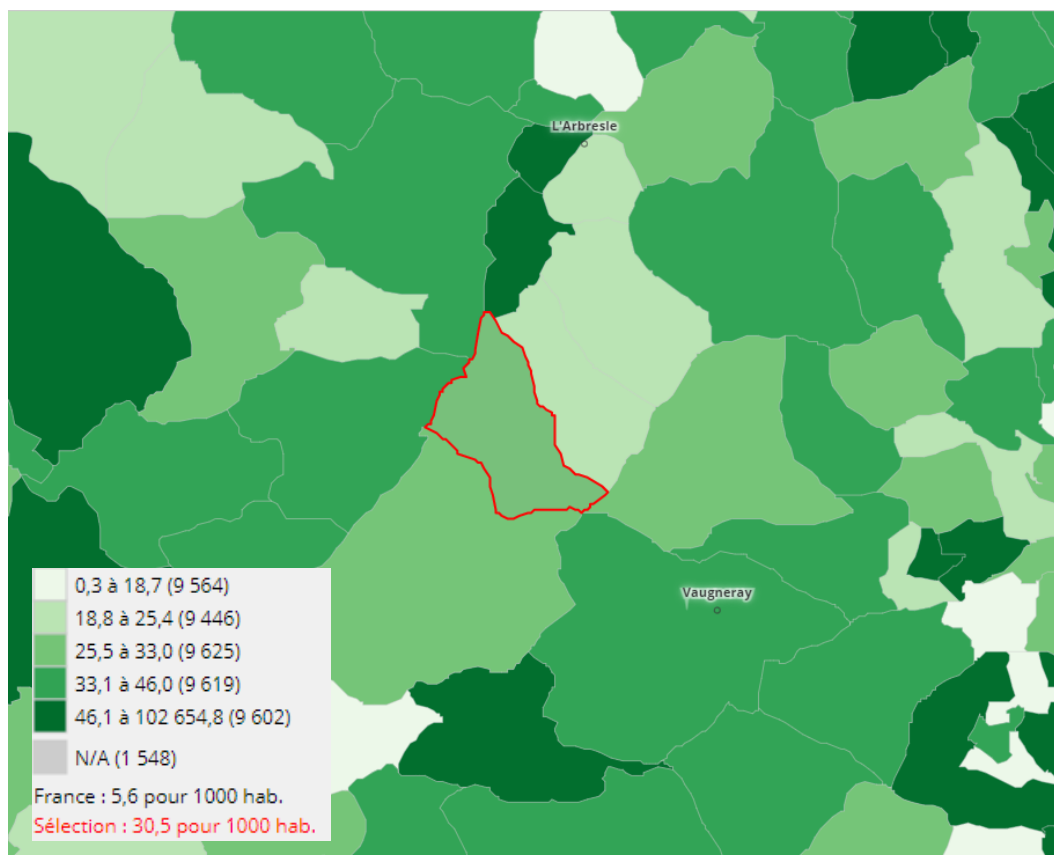 L'Arbresle
Vaugneray
0,3 à 18,7 (9 564)
18,8 à 25,4 (9 446)
25,5 à 33,0 (9 625)
33,1 à 46,0 (9 619)
46,1 à 102 654,8 (9 602)
N/A (1 548)
France : 5,6 pour 1000 hab.
Sélection : 30,5 pour 1000 hab.